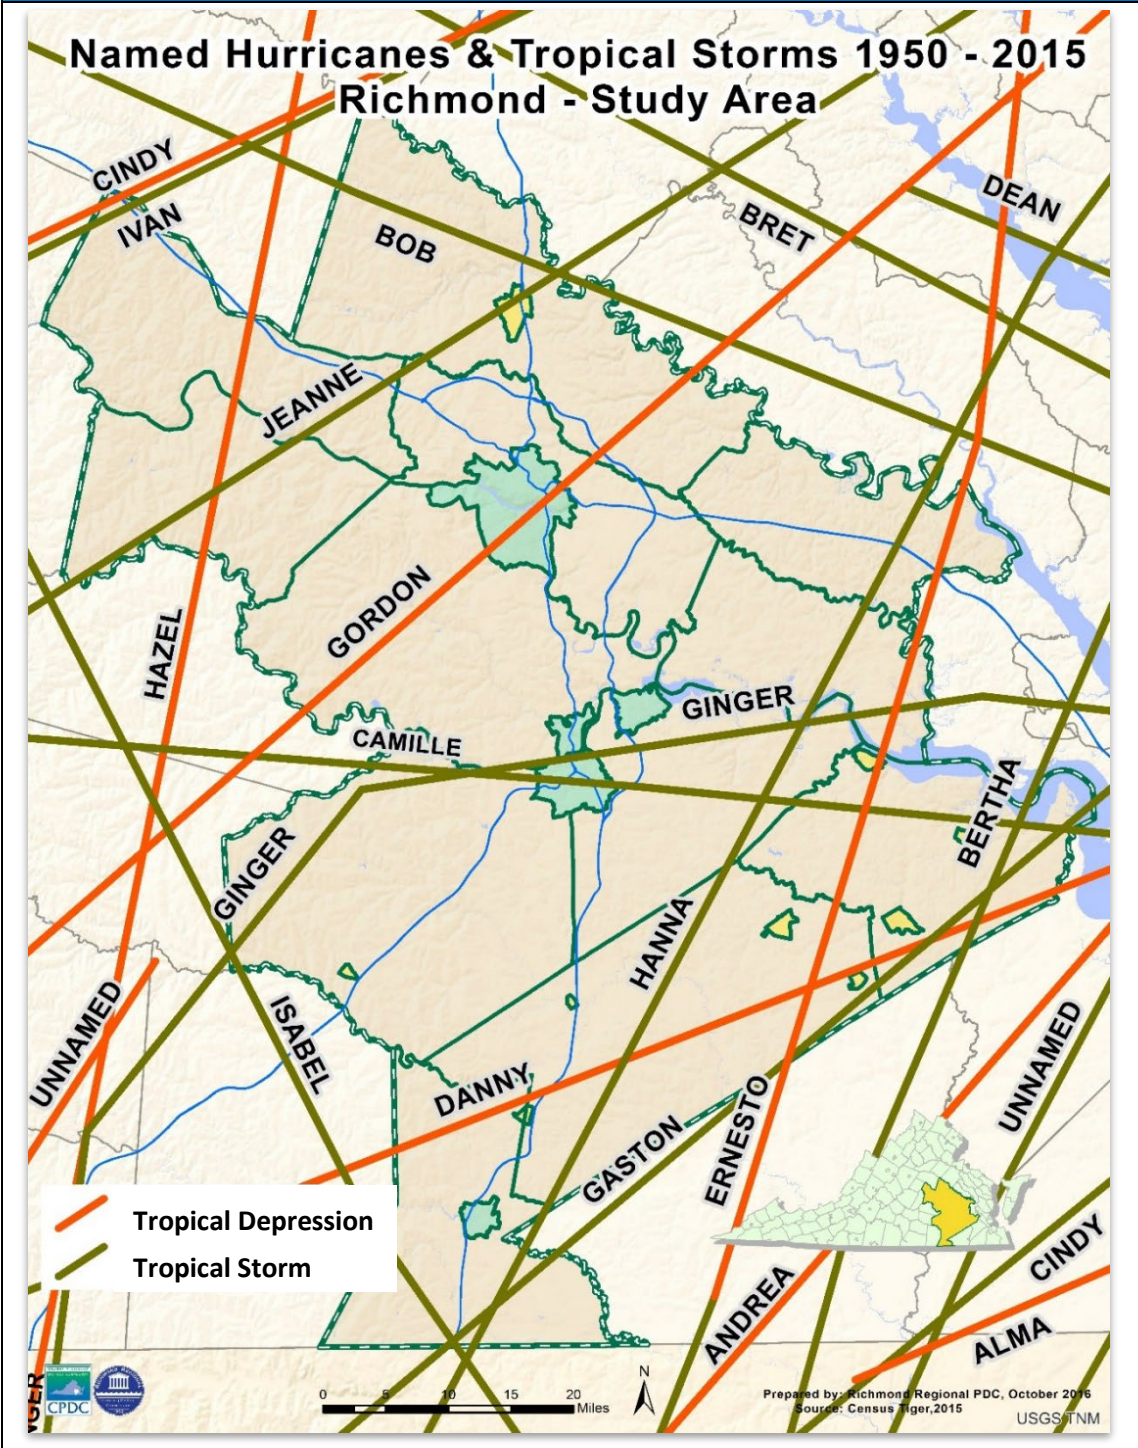 Named Hurricanes & Tropical Storms 1950 - 2015
Richmond - Study Area
CINDY
IVAN
BOB
BRET
DEAN
JEANNE
HAZEL
GORDON
GINGER
CAMILLE
BERTHA
GINGER
HANNA
UNNAMED
ISABEL
UNNAMED
DANNY
GASTON
ERNESTO
Tropical Depression
Tropical Storm
CINDY
ANDREA
ALMA
NGER
CPDC
0 5 10 15 20
Miles
N
Prepared by: Richmond Regional PDC, October 2016
Source: Census Tiger,2015
USGS TNM